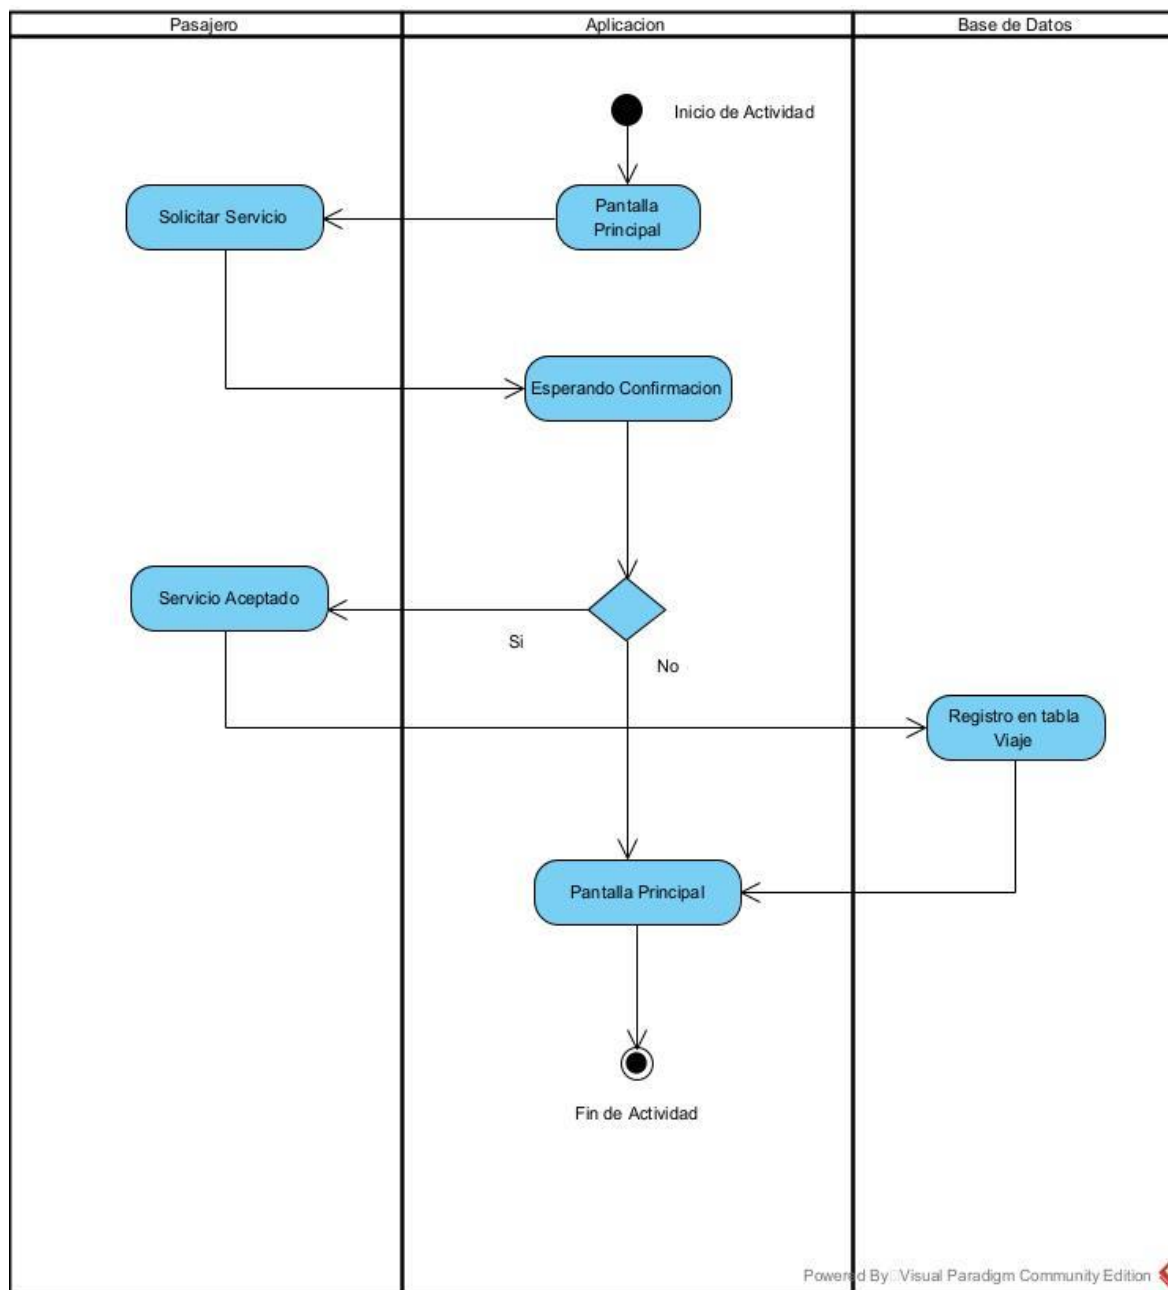 Pasajero
Aplicacion
Base de Datos
Inicio de Actividad
Solicitar Servicio
Pantalla
Principal
Esperando Confirmacion
Servicio Aceptado
Si
No
Registro en tabla
Viaje
Pantalla Principal
Fin de Actividad
Powered By Visual Paradigm Community Edition